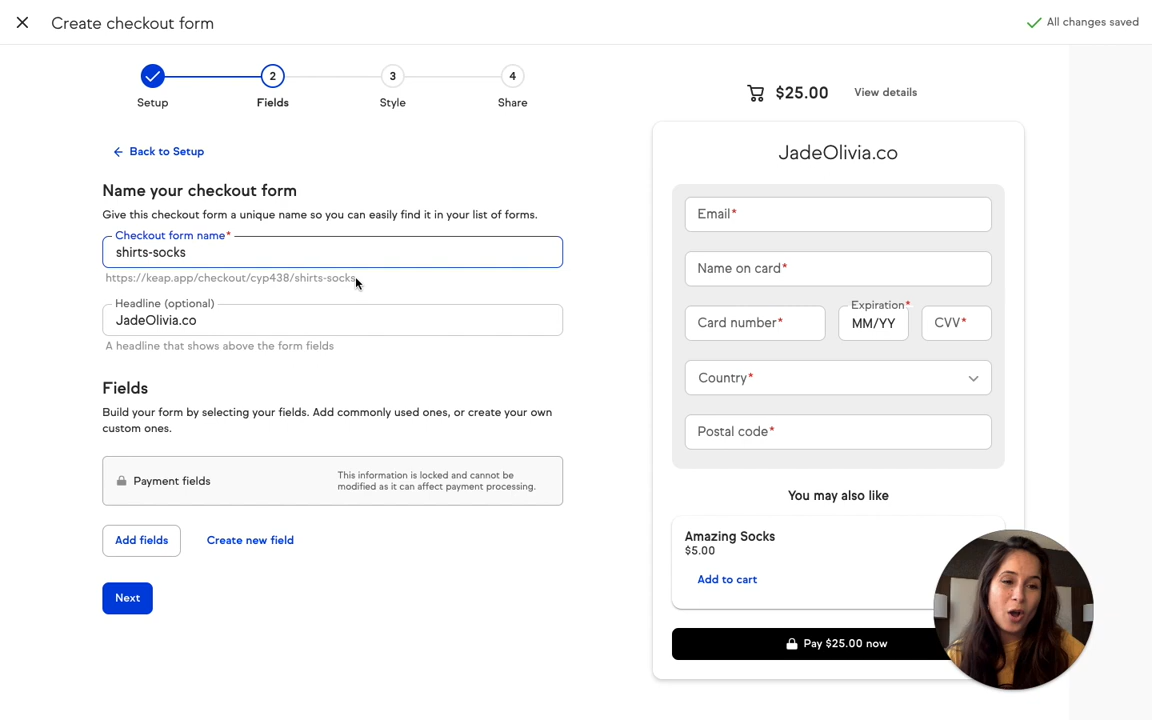 Create checkout form
All changes saved
2
3
4
Setup
Fields
Style
Share
Back to Setup
Name your checkout form
Give this checkout form a unique name so you can easily find it in your list of forms.
Checkout form name*
shirts-socks
https://keap.app/checkout/cyp438/shirts-socks
Headline (optional)
JadeOlivia.co
A headline that shows above the form fields
Fields
Build your form by selecting your fields. Add commonly used ones, or create your own
custom ones.
Payment fields
This information is locked and cannot be
modified as it can affect payment processing.
Add fields
Create new field
Next
$25.00
View details
JadeOlivia.co
Email*
Name on card*
Card number*
Expiration*
MM/YY
CVV*
Country*
Postal code*
You may also like
Amazing Socks
$5.00
Add to cart
Pay $25.00 now